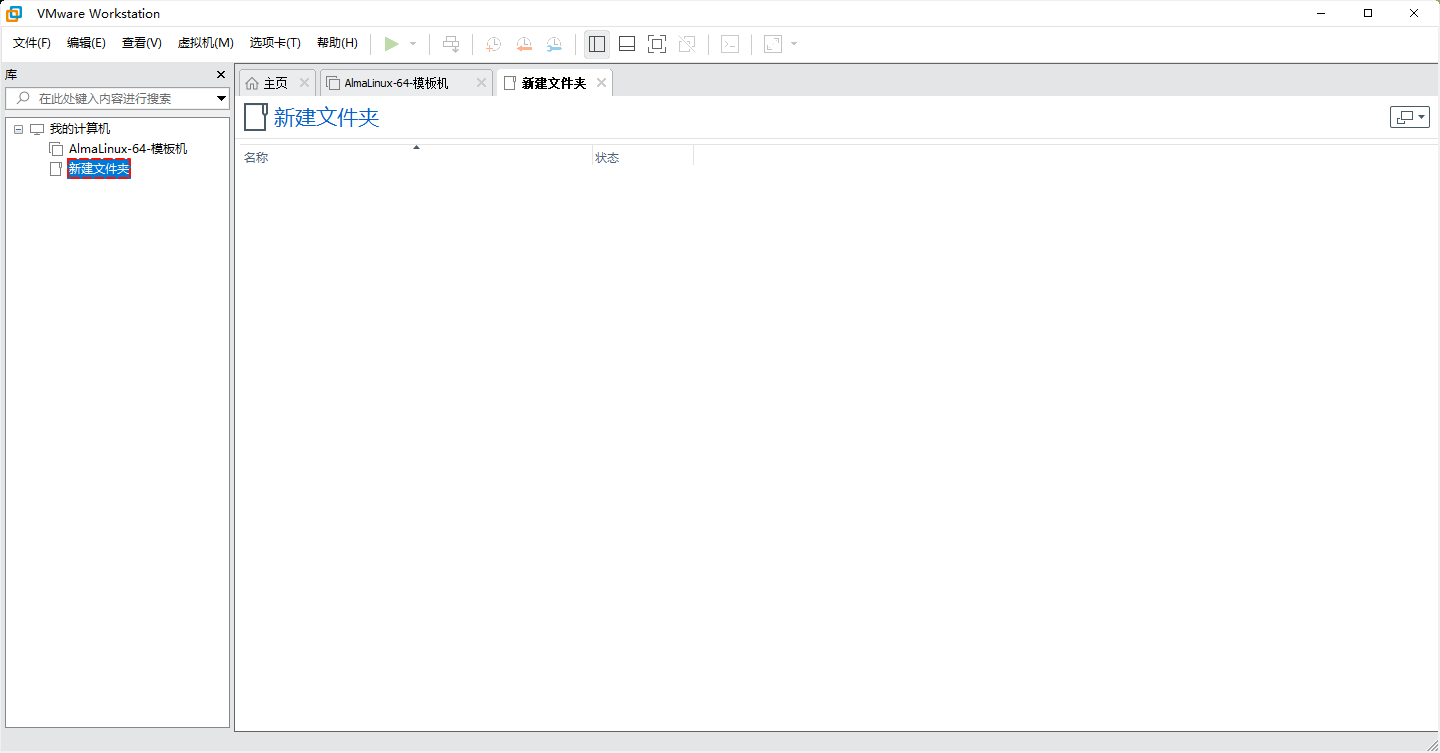 VMware Workstation
文件(F) 编辑(E) 查看(V) 虚拟机(M) 选项卡(T) 帮助(H)
库
在此处键入内容进行搜索
我的计算机
AlmaLinux-64-模板机
新建文件夹
主页 AlmaLinux-64-模板机 新建文件夹
新建文件夹
名称 状态